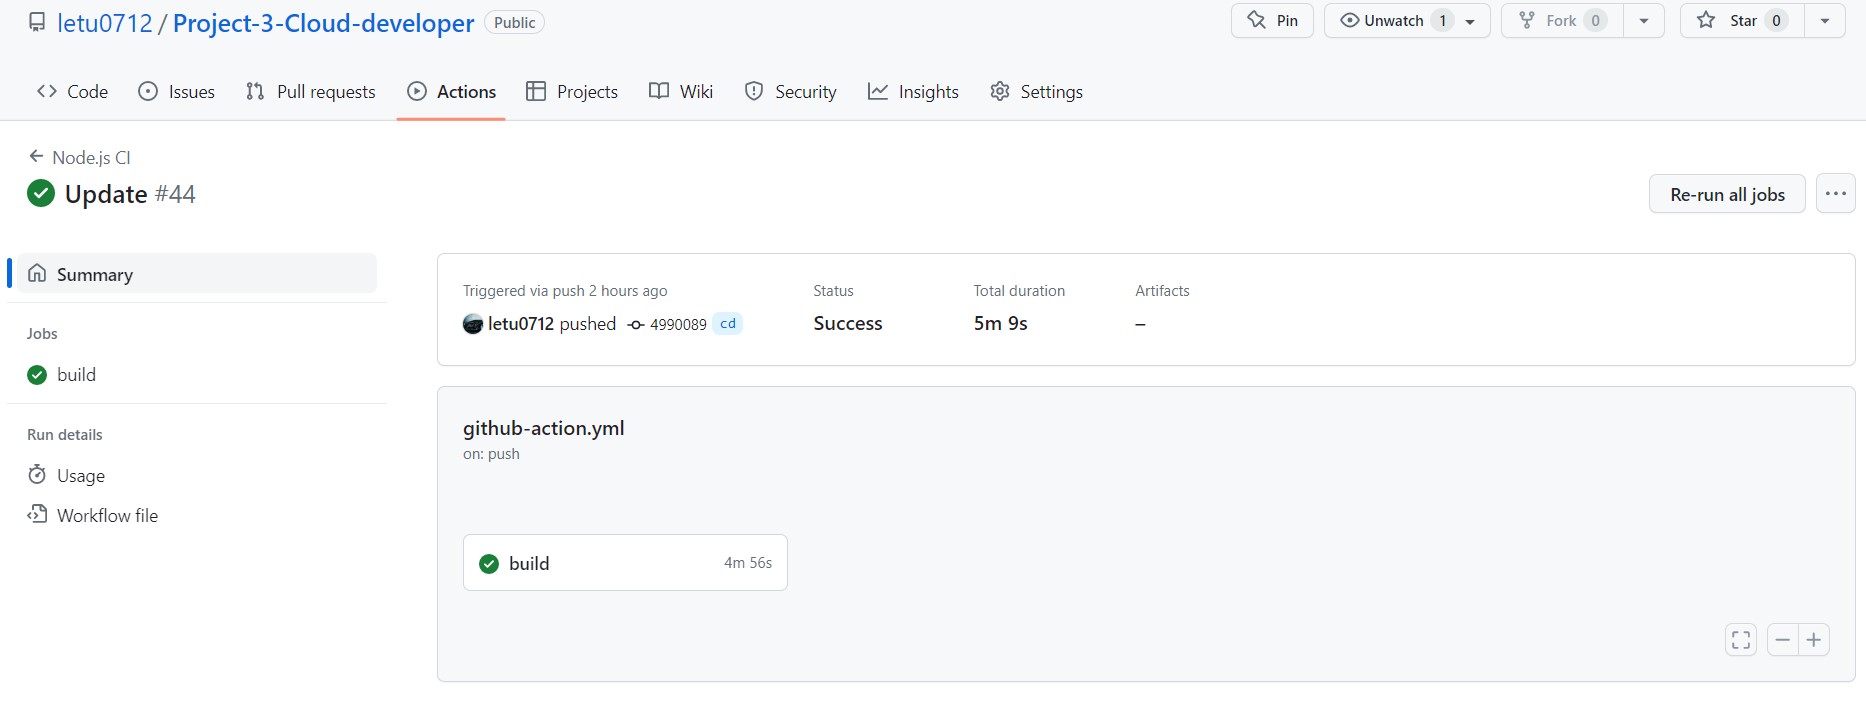 letu0712 / Project-3-Cloud-developer Public Pin Unwatch 1 Fork 0 Star 0
Code Issues Pull requests Actions Projects Wiki Security Insights Settings
Node.js CI
Update #44
Re-run all jobs
Summary
Jobs
build
Run details
Usage
Workflow file
Triggered via push 2 hours ago Status Total duration Artifacts
letu0712 pushed 4990089 cd Success 5m 9s –
github-action.yml
on: push
build 4m 56s